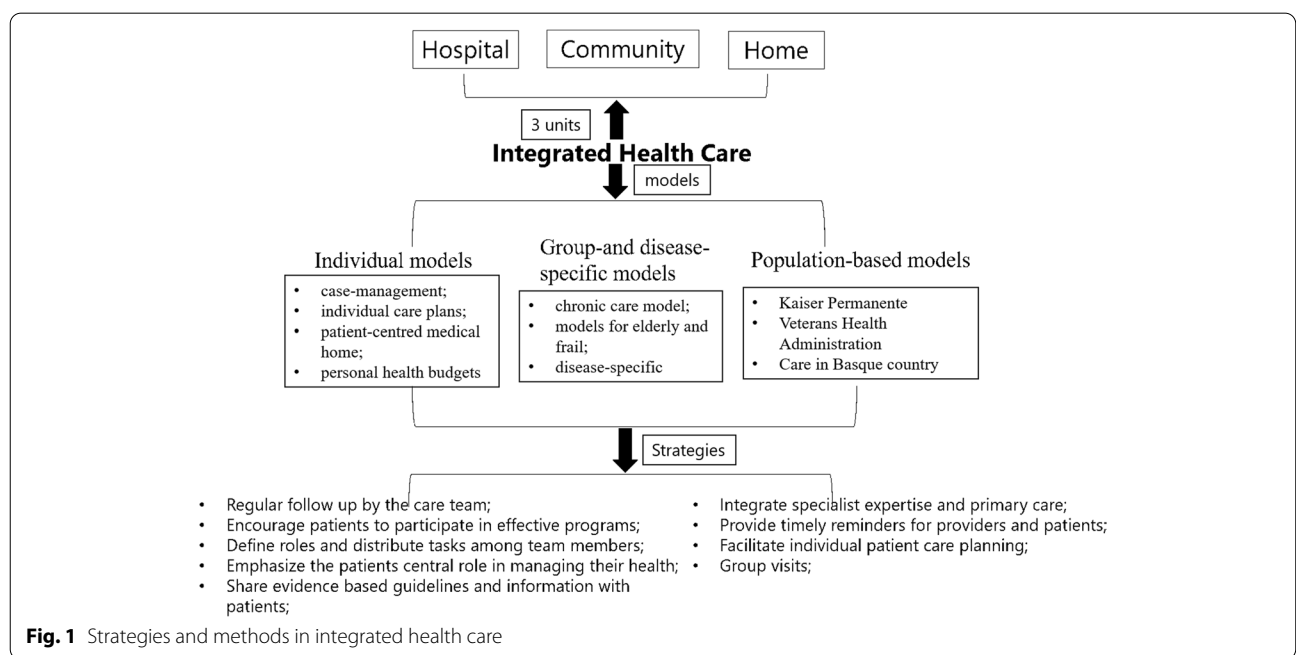 Hospital
Community
Home
3 units
Integrated Health Care
models
Individual models
• case-management;
• individual care plans;
• patient-centred medical
home;
• personal health budgets
Group-and disease-
specific models
• chronic care model;
• models for elderly and
frail;
• disease-specific
Population-based models
• Kaiser Permanente
• Veterans Health
Administration
• Care in Basque country
Strategies
• Regular follow up by the care team;
• Encourage patients to participate in effective programs;
• Define roles and distribute tasks among team members;
• Emphasize the patients central role in managing their health;
• Share evidence based guidelines and information with
patients;
• Integrate specialist expertise and primary care;
• Provide timely reminders for providers and patients;
• Facilitate individual patient care planning;
• Group visits;
Fig. 1 Strategies and methods in integrated health care